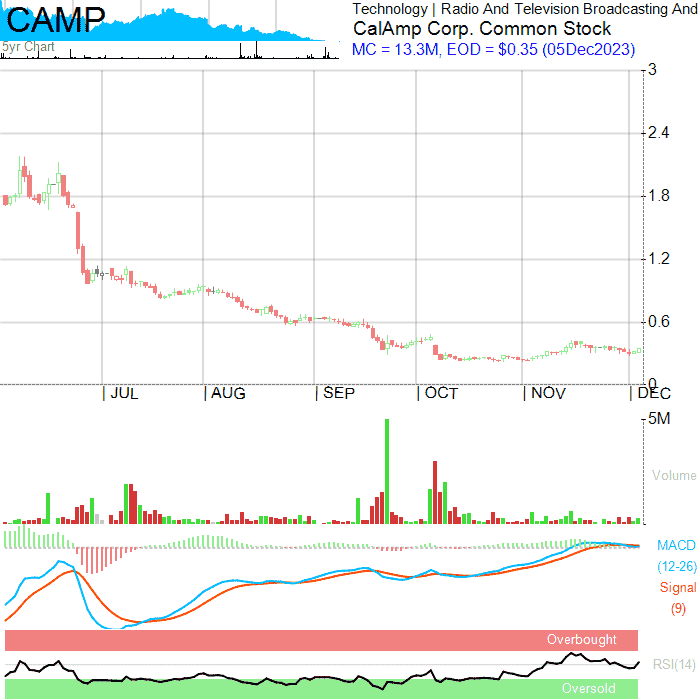 CAMP
5yr Chart
Technology | Radio And Television Broadcasting And
CalAmp Corp. Common Stock
MC = 13.3M, EOD = $0.35 (05Dec2023)
3
2.4
1.8
1.2
0.6
0
| JUL | AUG | SEP | OCT | NOV | DEC
5M
Volume
MACD
(12-26)
Signal
(9)
Overbought
RSI(14)
Oversold